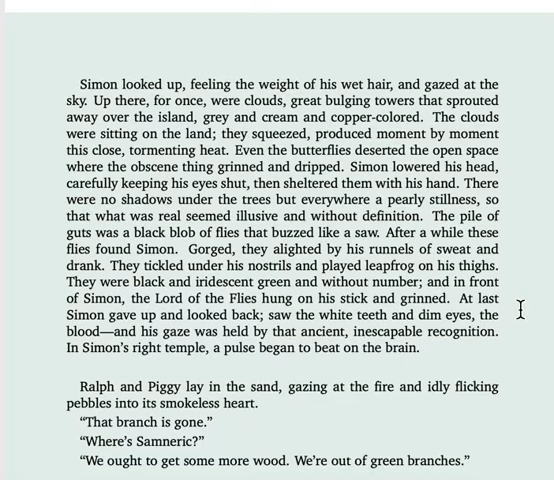 Simon looked up, feeling the weight of his wet hair, and gazed at the
sky. Up there, for once, were clouds, great bulging towers that sprouted
away over the island, grey and cream and copper-colored. The clouds
were sitting on the land; they squeezed, produced moment by moment
this close, tormenting heat. Even the butterflies deserted the open space
where the obscene thing grinned and dripped. Simon lowered his head,
carefully keeping his eyes shut, then sheltered them with his hand. There
were no shadows under the trees but everywhere a pearly stillness, so
that what was real seemed illusive and without definition. The pile of
guts was a black blob of flies that buzzed like a saw. After a while these
flies found Simon. Gorged, they alighted by his runnels of sweat and
drank. They tickled under his nostrils and played leapfrog on his thighs.
They were black and iridescent green and without number; and in front
of Simon, the Lord of the Flies hung on his stick and grinned. At last
Simon gave up and looked back; saw the white teeth and dim eyes, the
blood—and his gaze was held by that ancient, inescapable recognition.
In Simon's right temple, a pulse began to beat on the brain.
Ralph and Piggy lay in the sand, gazing at the fire and idly flicking
pebbles into its smokeless heart.
“That branch is gone.”
“Where's Samneric?”
“We ought to get some more wood. We're out of green branches.”